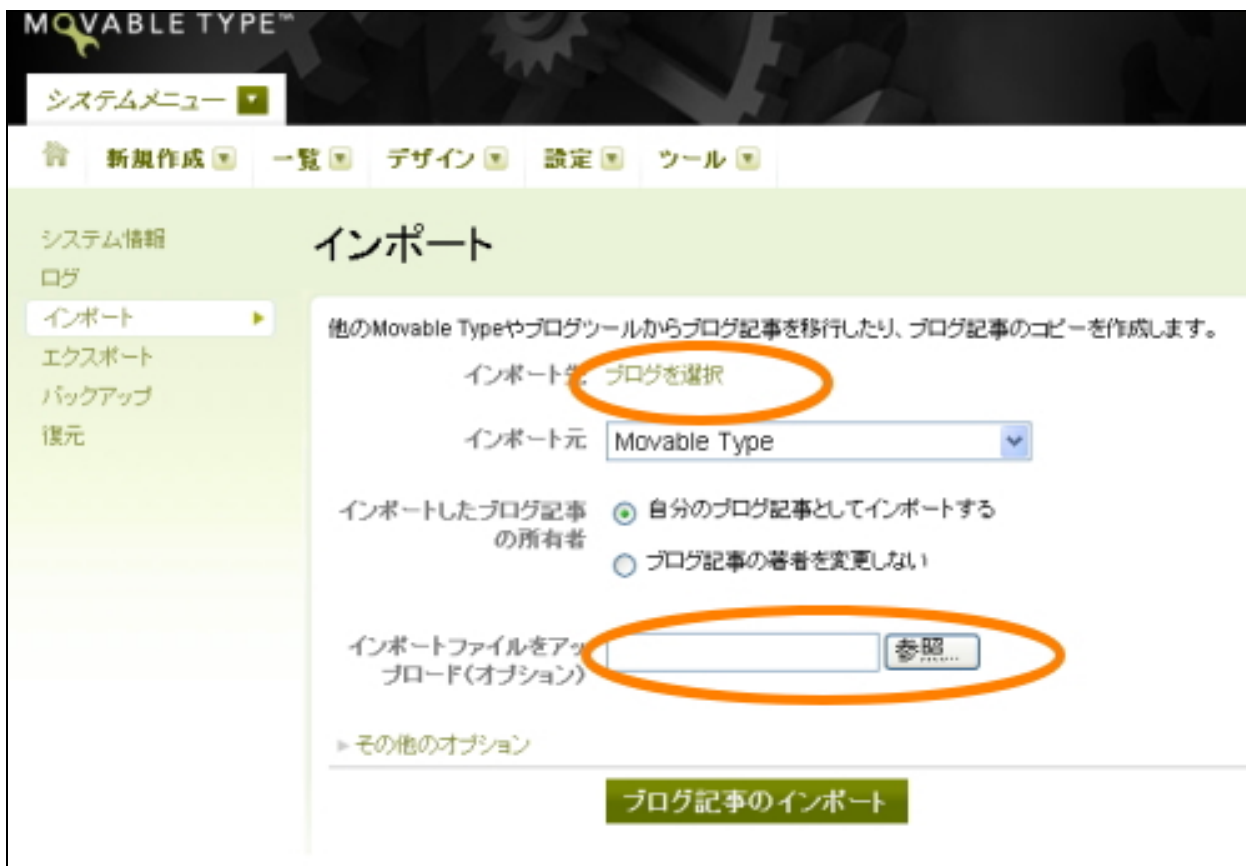 MOVABLE TYPE™
システムメニュー
新規作成 一覧 デザイン 設定 ツール
システム情報
ログ
インポート
エクスポート
バックアップ
復元
インポート
他のMovable Typeやブログツールからブログ記事を移行したり、ブログ記事のコピーを作成します。
インポート先 ブログを選択
インポート元 Movable Type
インポートしたブログ記事
の所有者
自分のブログ記事としてインポートする
ブログ記事の著者を変更しない
インポートファイルをアッ
プロード(オプション)
参照...
その他のオプション
ブログ記事のインポート